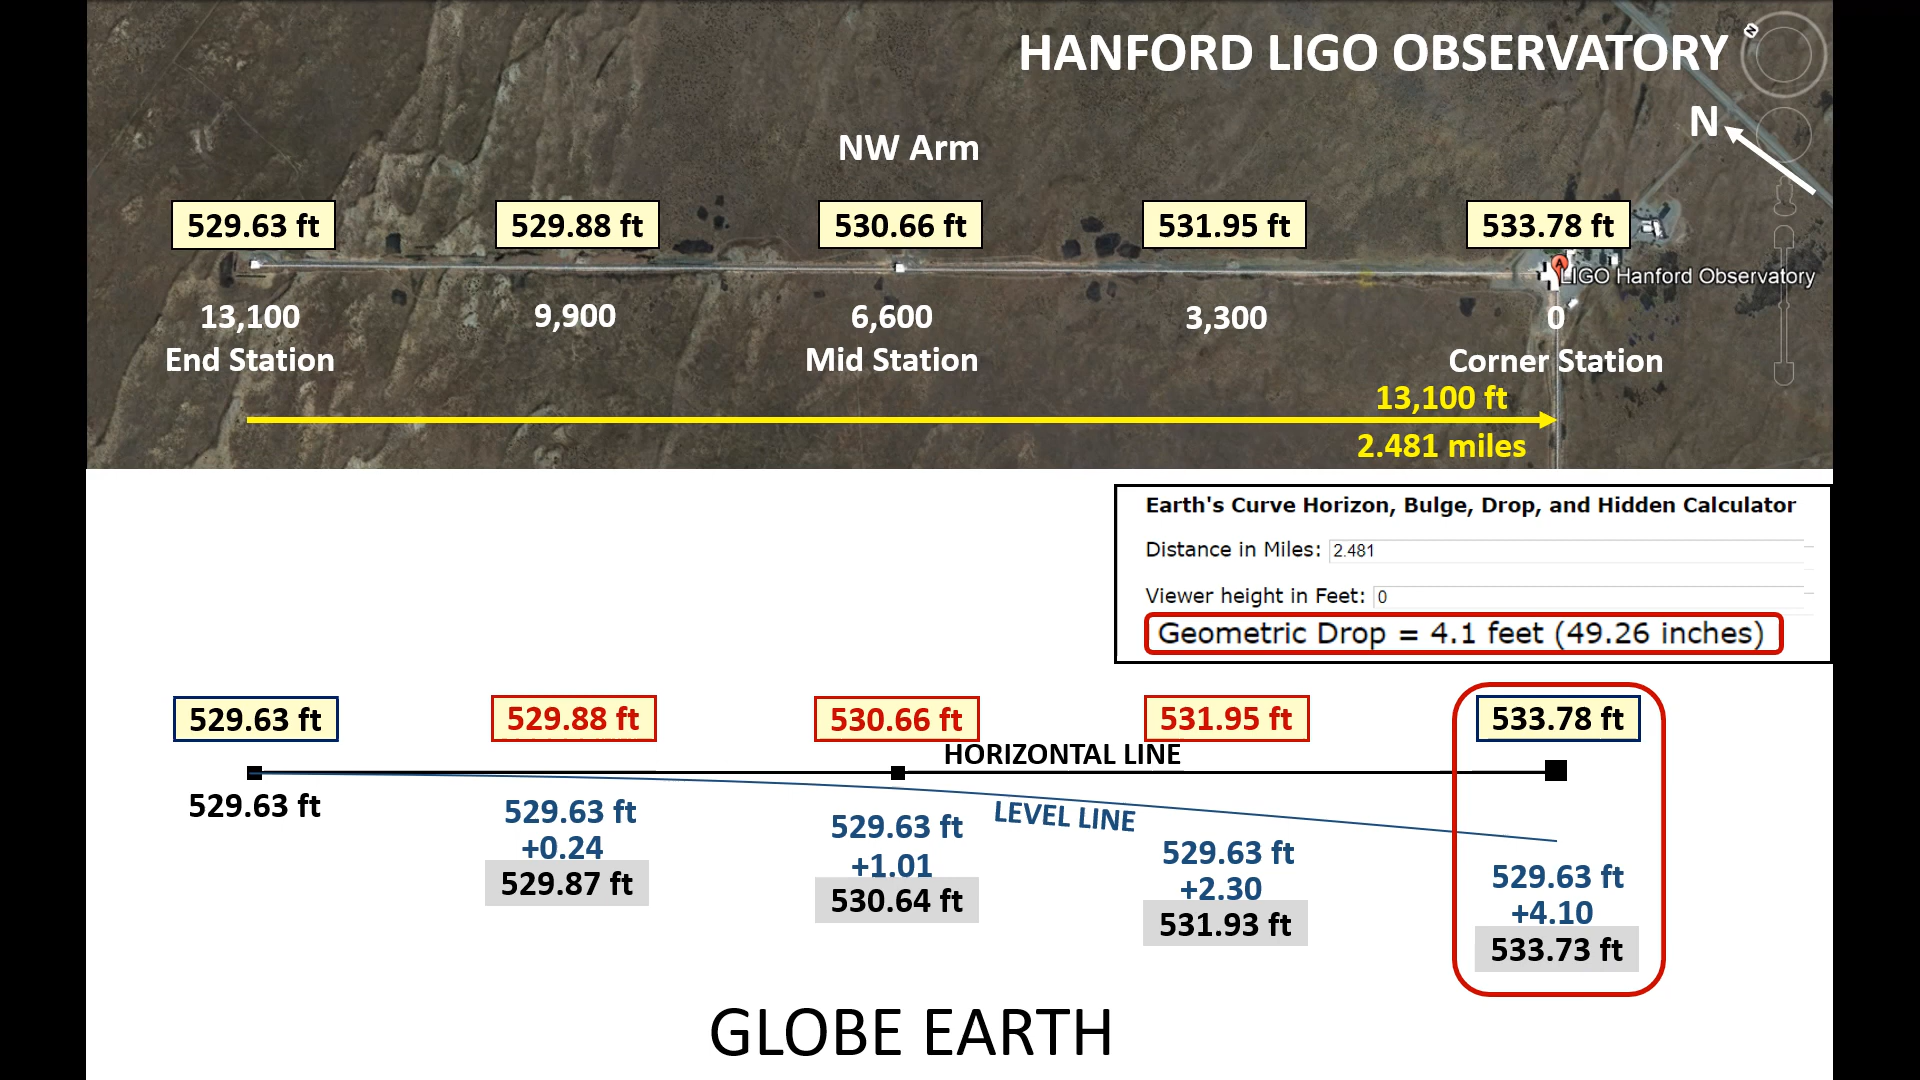 HANFORD LIGO OBSERVATORY
N
N
NW Arm
529.63 ft 529.88 ft 530.66 ft 531.95 ft 533.78 ft
A
LIGO Hanford Observatory
13,100 9,900 6,600 3,300 0
End Station Mid Station Corner Station
13,100 ft
2.481 miles
Earth's Curve Horizon, Bulge, Drop, and Hidden Calculator
Distance in Miles: 2.481
Viewer height in Feet: 0
Geometric Drop = 4.1 feet (49.26 inches)
529.63 ft 529.88 ft 530.66 ft 531.95 ft 533.78 ft
HORIZONTAL LINE
LEVEL LINE
529.63 ft
529.63 ft
+0.24
529.87 ft
529.63 ft
+1.01
530.64 ft
529.63 ft
+2.30
531.93 ft
529.63 ft
+4.10
533.73 ft
GLOBE EARTH